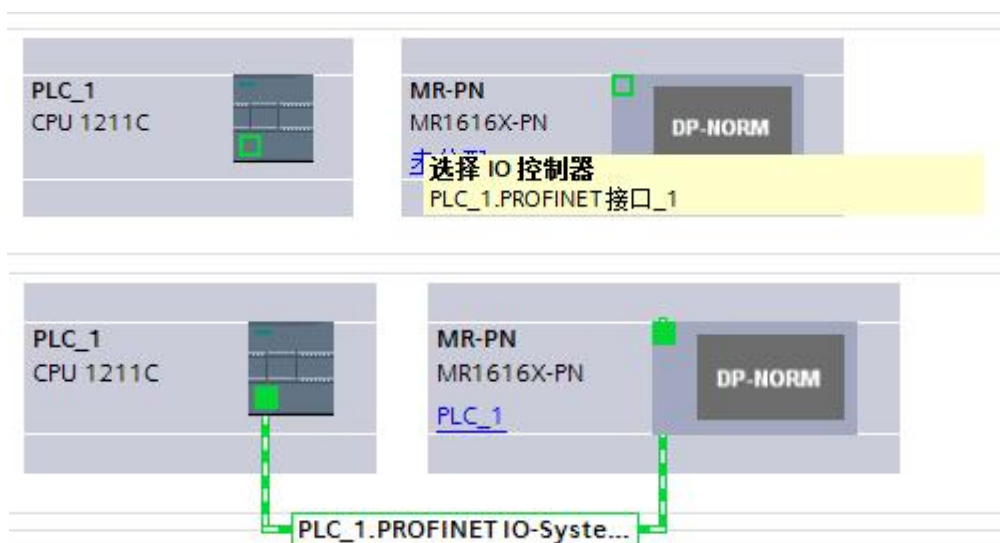 PLC_1
CPU 1211C
MR-PN
MR1616X-PN
DP-NORM
选择 IO 控制器
PLC_1.PROFINET接口_1
PLC_1
CPU 1211C
MR-PN
MR1616X-PN
PLC_1
DP-NORM
PLC_1.PROFINET IO-Syste...